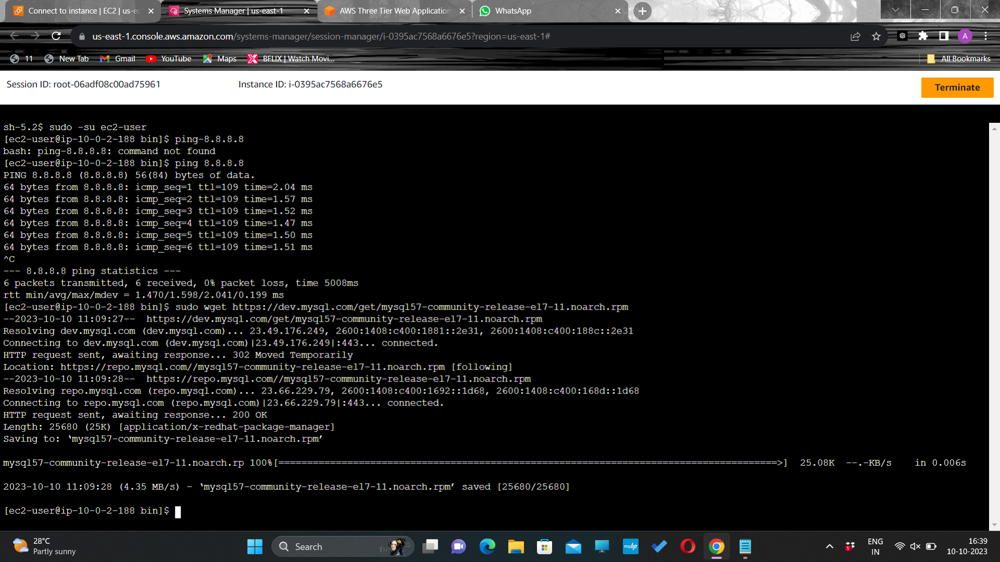 Connect to instance | EC2 | us-ea
Systems Manager | us-east-1
AWS Three Tier Web Application
WhatsApp
us-east-1.console.aws.amazon.com/systems-manager/session-manager/i-0395ac7568a6676e5?region=us-east-1#
A
11
New Tab
Gmail
YouTube
Maps
BFLIX | Watch Movi...
All Bookmarks
Session ID: root-06adf08c00ad75961
Instance ID: i-0395ac7568a6676e5
Terminate
sh-5.2$ sudo -su ec2-user
[ec2-user@ip-10-0-2-188 bin]$ ping-8.8.8.8
bash: ping-8.8.8.8: command not found
[ec2-user@ip-10-0-2-188 bin]$ ping 8.8.8.8
PING 8.8.8.8 (8.8.8.8) 56(84) bytes of data.
64 bytes from 8.8.8.8: icmp_seq=1 ttl=109 time=2.04 ms
64 bytes from 8.8.8.8: icmp_seq=2 ttl=109 time=1.57 ms
64 bytes from 8.8.8.8: icmp_seq=3 ttl=109 time=1.52 ms
64 bytes from 8.8.8.8: icmp_seq=4 ttl=109 time=1.47 ms
64 bytes from 8.8.8.8: icmp_seq=5 ttl=109 time=1.50 ms
64 bytes from 8.8.8.8: icmp_seq=6 ttl=109 time=1.51 ms
^C
--- 8.8.8.8 ping statistics ---
6 packets transmitted, 6 received, 0% packet loss, time 5008ms
rtt min/avg/max/mdev = 1.470/1.598/2.041/0.199 ms
[ec2-user@ip-10-0-2-188 bin]$ sudo wget https://dev.mysql.com/get/mysql57-community-release-el7-11.noarch.rpm
--2023-10-10 11:09:27--  https://dev.mysql.com/get/mysql57-community-release-el7-11.noarch.rpm
Resolving dev.mysql.com (dev.mysql.com)... 23.49.176.249, 2600:1408:c400:1881::2e31, 2600:1408:c400:188c::2e31
Connecting to dev.mysql.com (dev.mysql.com)|23.49.176.249|:443... connected.
HTTP request sent, awaiting response... 302 Moved Temporarily
Location: https://repo.mysql.com//mysql57-community-release-el7-11.noarch.rpm [following]
--2023-10-10 11:09:28--  https://repo.mysql.com//mysql57-community-release-el7-11.noarch.rpm
Resolving repo.mysql.com (repo.mysql.com)... 23.66.229.79, 2600:1408:c400:1692::1d68, 2600:1408:c400:168d::1d68
Connecting to repo.mysql.com (repo.mysql.com)|23.66.229.79|:443... connected.
HTTP request sent, awaiting response... 200 OK
Length: 25680 (25K) [application/x-redhat-package-manager]
Saving to: ‘mysql57-community-release-el7-11.noarch.rpm’
mysql57-community-release-el7-11.noarch.rp 100%[=======================================================================================>]  25.08K  --.-KB/s    in 0.006s
2023-10-10 11:09:28 (4.35 MB/s) - ‘mysql57-community-release-el7-11.noarch.rpm’ saved [25680/25680]
[ec2-user@ip-10-0-2-188 bin]$
28°C
Partly sunny
Search
myhp
1
ENG
IN
16:39
10-10-2023